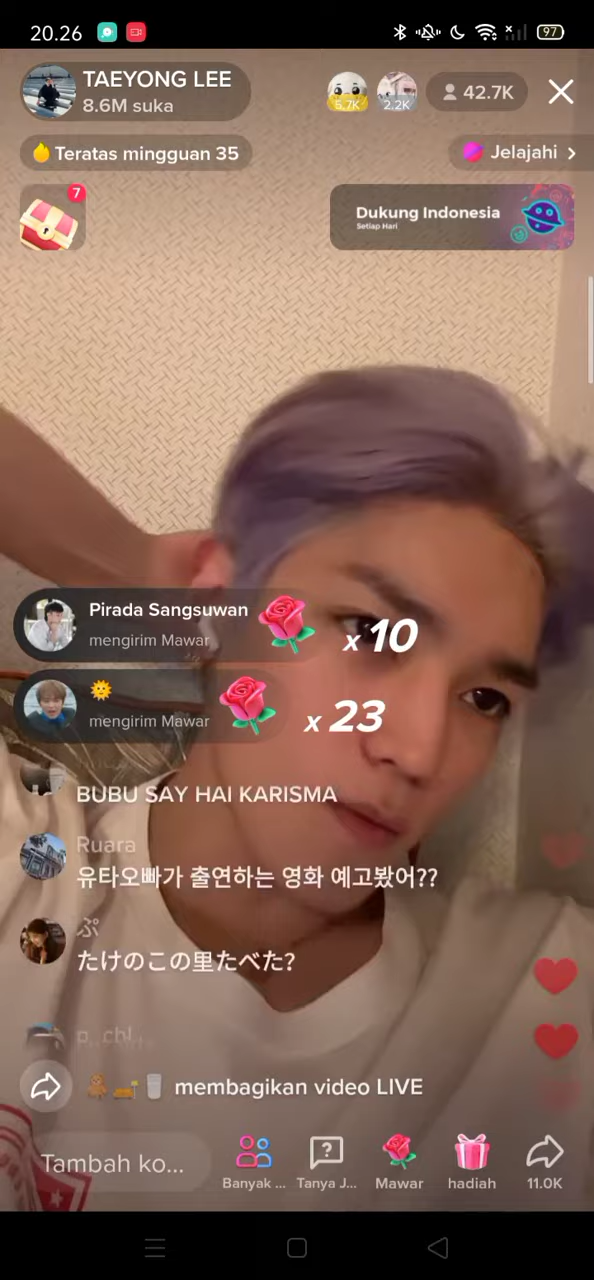 20.26
97
TAEYONG LEE
8.6M suka
5.7K
2.2K
42.7K
Teratas mingguan 35
Jelajahi
7
Dukung Indonesia
Setiap Hari
Pirada Sangsuwan
mengirim Mawar
x 10
mengirim Mawar
x 23
BUBU SAY HAI KARISMA
Ruara
유타오빠가 출연하는 영화 예고봤어??
ぷ
たけのこの里たべた?
membagikan video LIVE
Tambah ko...
Banyak ...
Tanya J...
Mawar
hadiah
11.0K